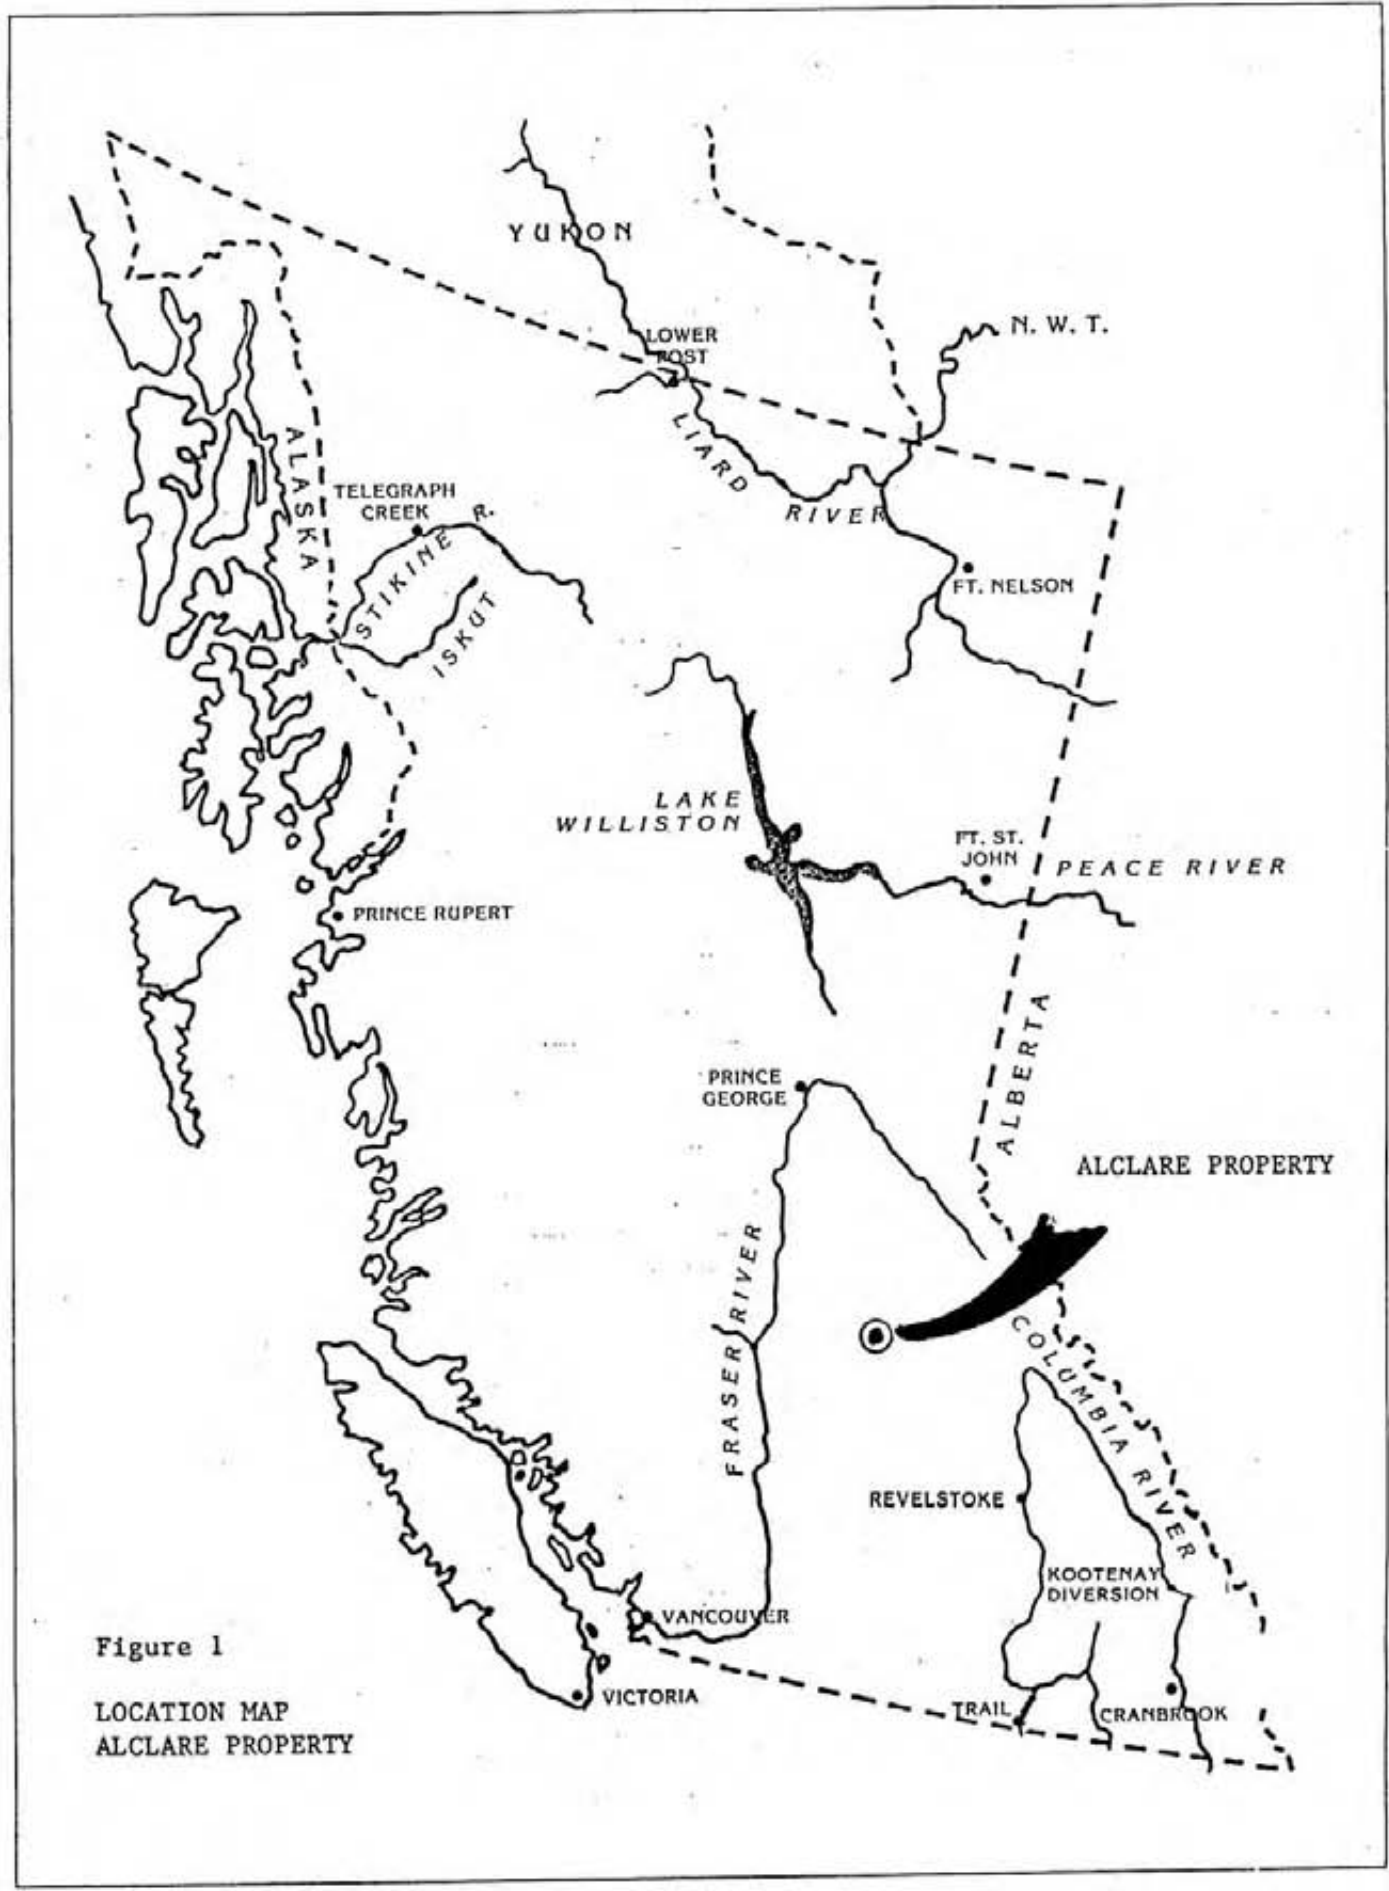 YUKON
N. W. T.
LOWER
POST
LIARD
RIVER
ALASKA
TELEGRAPH
CREEK
STIKINE R.
ISKUT
FT. NELSON
LAKE
WILLISTON
FT. ST.
JOHN
PEACE RIVER
PRINCE RUPERT
ALBERTA
PRINCE
GEORGE
ALCLARE PROPERTY
FRASER RIVER
COLUMBIA RIVER
REVELSTOKE
KOOTENAY
DIVERSION
VANCOUVER
VICTORIA
TRAIL
CRANBROOK
Figure 1
LOCATION MAP
ALCLARE PROPERTY